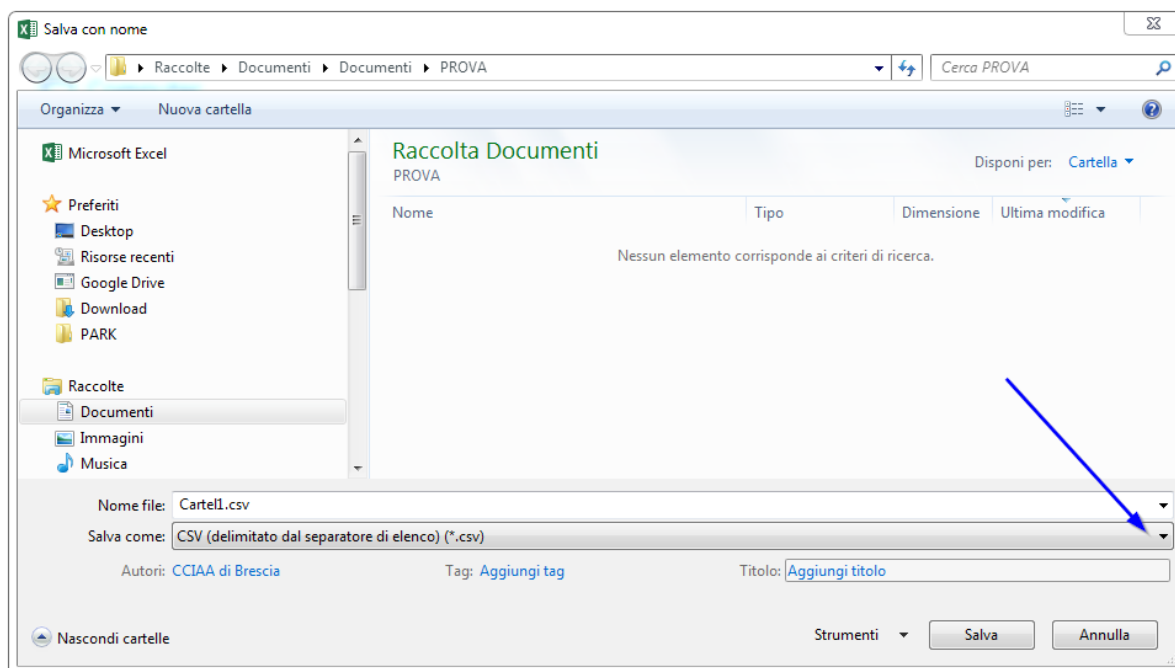 Salva con nome
Raccolte Documenti Documenti PROVA
Cerca PROVA
Organizza Nuova cartella
Microsoft Excel
Preferiti
Desktop
Risorse recenti
Google Drive
Download
PARK
Raccolte
Documenti
Immagini
Musica
Raccolta Documenti
PROVA
Disponi per: Cartella
Nome Tipo Dimensione Ultima modifica
Nessun elemento corrisponde ai criteri di ricerca.
Nome file: Cartel1.csv
Salva come: CSV (delimitato dal separatore di elenco) (*.csv)
Autori: CCIAA di Brescia Tag: Aggiungi tag Titolo: Aggiungi titolo
Nascondi cartelle Strumenti Salva Annulla